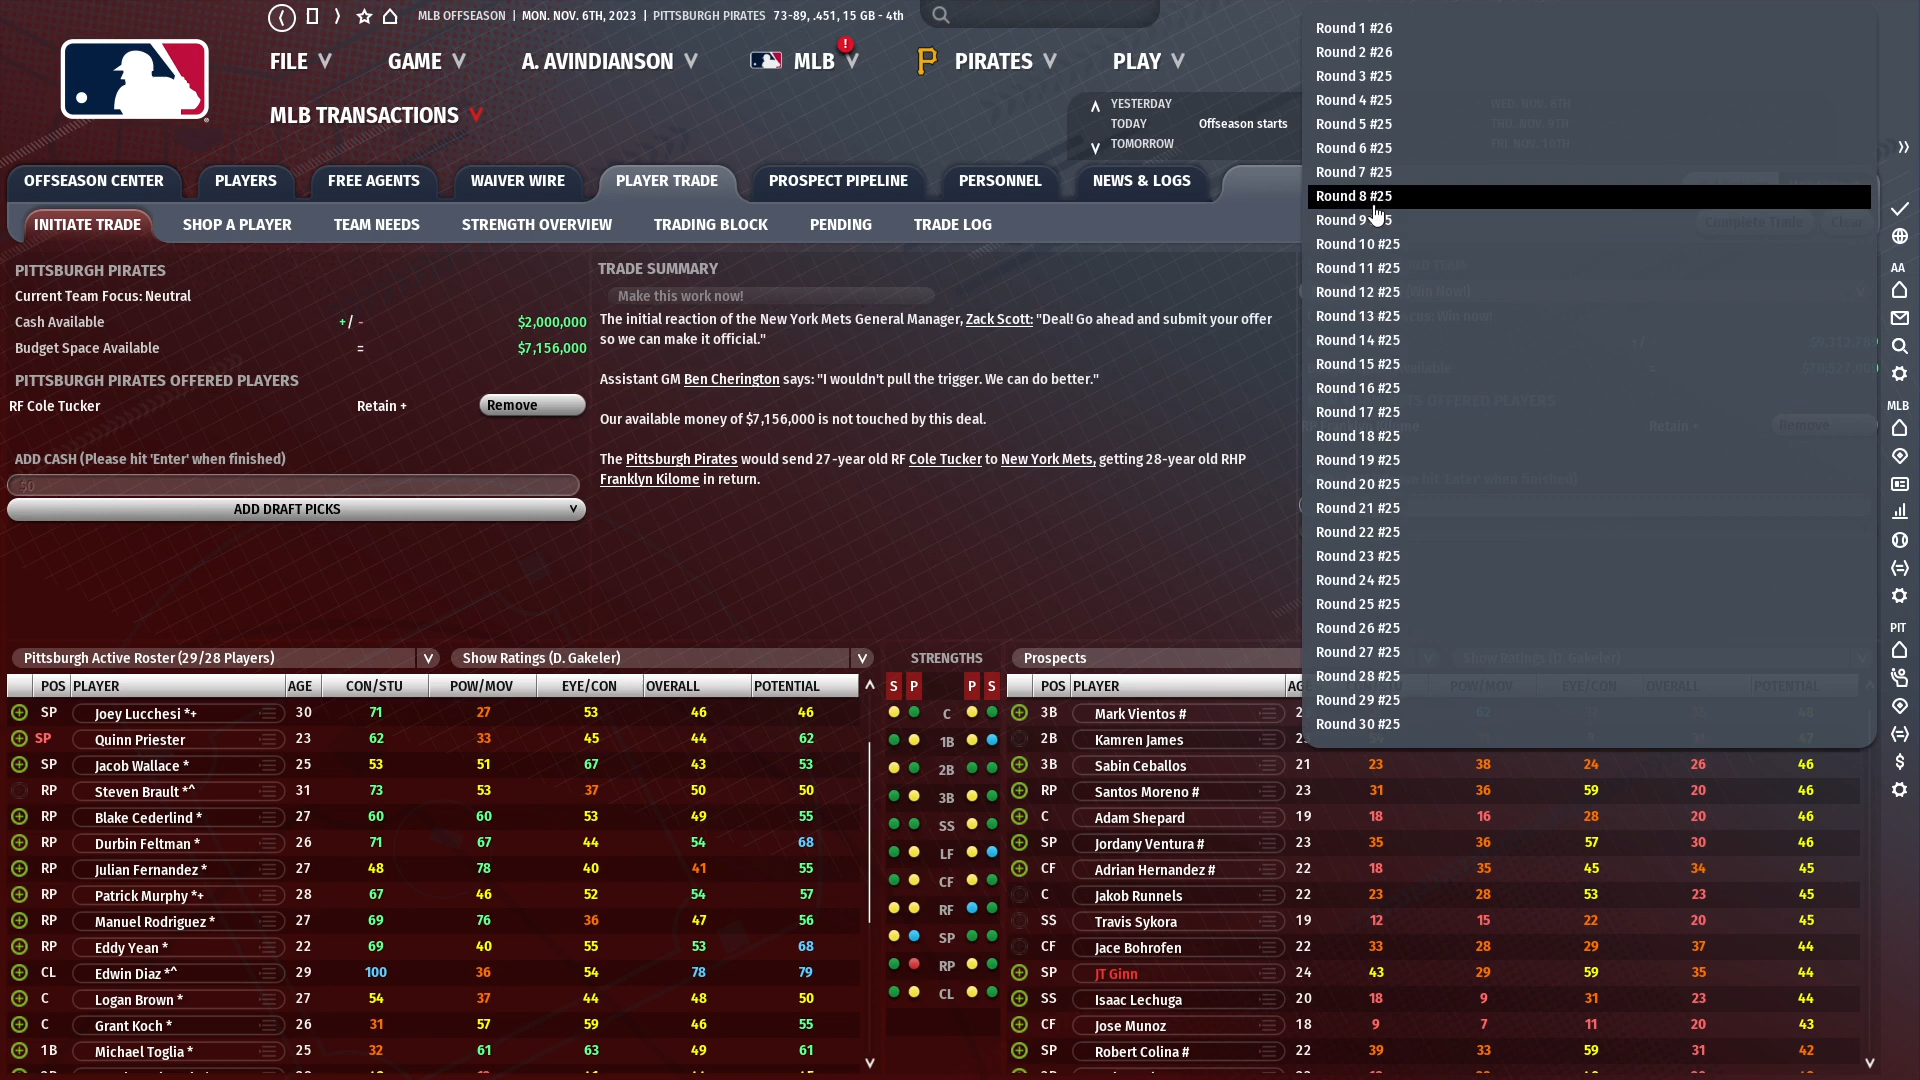 MLB OFFSEASON | MON. NOV. 6TH, 2023 | PITTSBURGH PIRATES 73-89, .451, 15 GB - 4th
FILE GAME A. AVINDIANSON MLB ! PIRATES PLAY
MLB TRANSACTIONS
YESTERDAY
TODAY Offseason starts
TOMORROW
OFFSEASON CENTER PLAYERS FREE AGENTS WAIVER WIRE PLAYER TRADE PROSPECT PIPELINE PERSONNEL NEWS & LOGS
INITIATE TRADE SHOP A PLAYER TEAM NEEDS STRENGTH OVERVIEW TRADING BLOCK PENDING TRADE LOG
Complete Trade Clear
PITTSBURGH PIRATES
Current Team Focus: Neutral
Cash Available +/ - $2,000,000
Budget Space Available = $7,156,000
PITTSBURGH PIRATES OFFERED PLAYERS
RF Cole Tucker Retain + Remove
ADD CASH (Please hit 'Enter' when finished)
$0
ADD DRAFT PICKS
TRADE SUMMARY
Make this work now!
The initial reaction of the New York Mets General Manager, Zack Scott: "Deal! Go ahead and submit your offer
so we can make it official."
Assistant GM Ben Cherington says: "I wouldn't pull the trigger. We can do better."
Our available money of $7,156,000 is not touched by this deal.
The Pittsburgh Pirates would send 27-year old RF Cole Tucker to New York Mets, getting 28-year old RHP
Franklyn Kilome in return.
Round 1 #26
Round 2 #26
Round 3 #25
Round 4 #25
Round 5 #25
Round 6 #25
Round 7 #25
Round 8 #25
Round 9 5
Round 10 #25
Round 11 #25
Round 12 #25
Round 13 #25
Round 14 #25
Round 15 #25
Round 16 #25
Round 17 #25
Round 18 #25
Round 19 #25
Round 20 #25
Round 21 #25
Round 22 #25
Round 23 #25
Round 24 #25
Round 25 #25
Round 26 #25
Round 27 #25
Round 28 #25
Round 29 #25
Round 30 #25
Retain + Remove
AA
MLB
PIT
Pittsburgh Active Roster (29/28 Players) Show Ratings (D. Gakeler)
POS PLAYER AGE CON/STU POW/MOV EYE/CON OVERALL POTENTIAL
SP Joey Lucchesi *+ 30 71 27 53 46 46
SP Quinn Priester 23 62 33 45 44 62
SP Jacob Wallace * 25 53 51 67 43 53
RP Steven Brault *^ 31 73 53 37 50 50
RP Blake Cederlind * 27 60 60 53 49 55
RP Durbin Feltman * 26 71 67 44 54 68
RP Julian Fernandez * 27 48 78 40 41 55
RP Patrick Murphy *+ 28 67 46 52 54 57
RP Manuel Rodriguez * 27 69 76 36 47 56
RP Eddy Yean * 22 69 40 55 53 68
CL Edwin Diaz *^ 29 100 36 54 78 79
C Logan Brown * 27 54 37 44 48 50
C Grant Koch * 26 31 57 59 46 55
1B Michael Toglia * 25 32 61 63 49 61
STRENGTHS
S P P S
C
1B
2B
3B
SS
LF
CF
RF
SP
RP
CL
Prospects Show Ratings (D. Gakeler)
POS PLAYER AG POW/MOV EYE/CON OVERALL POTENTIAL
3B Mark Vientos #
2B Kamren James
3B Sabin Ceballos 21 23 38 24 26 46
RP Santos Moreno # 23 31 36 59 20 46
C Adam Shepard 19 18 16 28 20 46
SP Jordany Ventura # 23 35 36 57 30 46
CF Adrian Hernandez # 22 18 35 45 34 46
C Jakob Runnels 22 23 28 53 23 45
SS Travis Sykora 19 12 15 22 20 45
CF Jace Bohrofen 22 33 28 29 37 44
SP JT Ginn 24 43 29 59 35 44
SS Isaac Lechuga 20 18 9 31 23 44
CF Jose Munoz 18 9 7 11 20 43
SP Robert Colina # 22 39 33 59 31 42